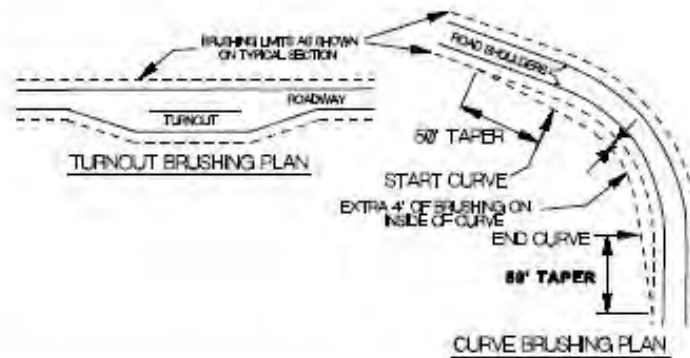 BRUSHING LIMITS AS SHOWN
ON TYPICAL SECTION
ROADWAY
TURNOUT
TURNOUT BRUSHING PLAN
ROAD SHOULDERS
50' TAPER
START CURVE
EXTRA 4' OF BRUSHING ON
INSIDE OF CURVE
END CURVE
50' TAPER
CURVE BRUSHING PLAN